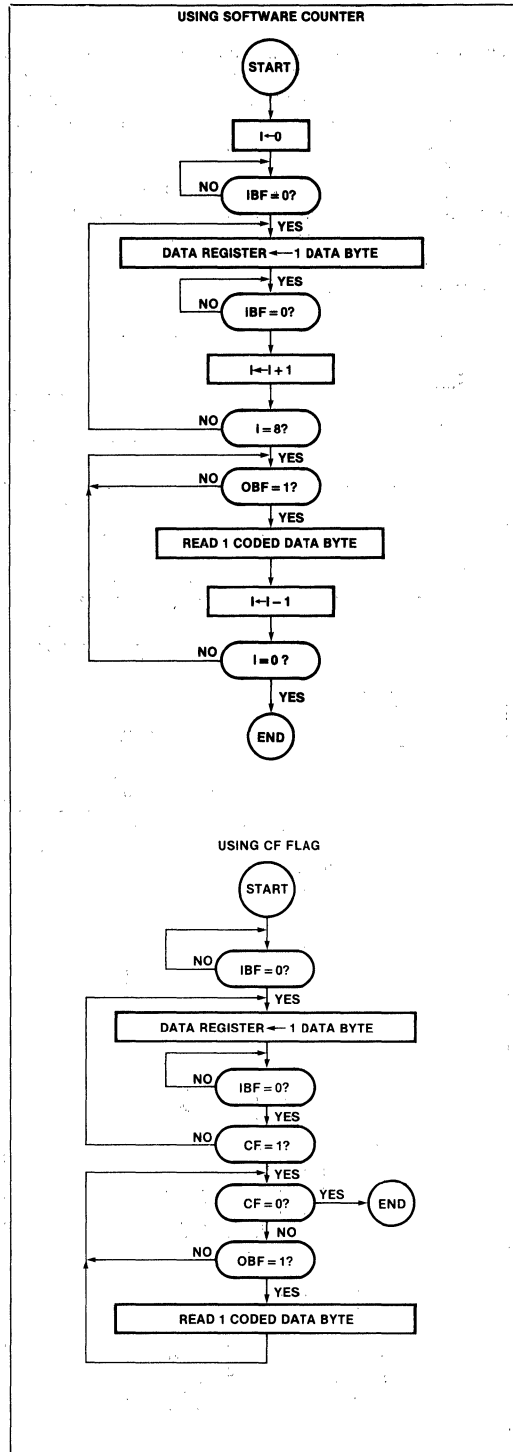 USING SOFTWARE COUNTER
START
I←0
NO
IBF = 0?
YES
DATA REGISTER ← 1 DATA BYTE
YES
NO
IBF = 0?
I←I + 1
NO
I = 8?
YES
NO
OBF = 1?
YES
READ 1 CODED DATA BYTE
I←I − 1
NO
I = 0 ?
YES
END
USING CF FLAG
START
NO
IBF = 0?
YES
DATA REGISTER ← 1 DATA BYTE
NO
IBF = 0?
YES
NO
CF = 1?
YES
CF = 0?
YES
END
NO
NO
OBF = 1?
YES
READ 1 CODED DATA BYTE